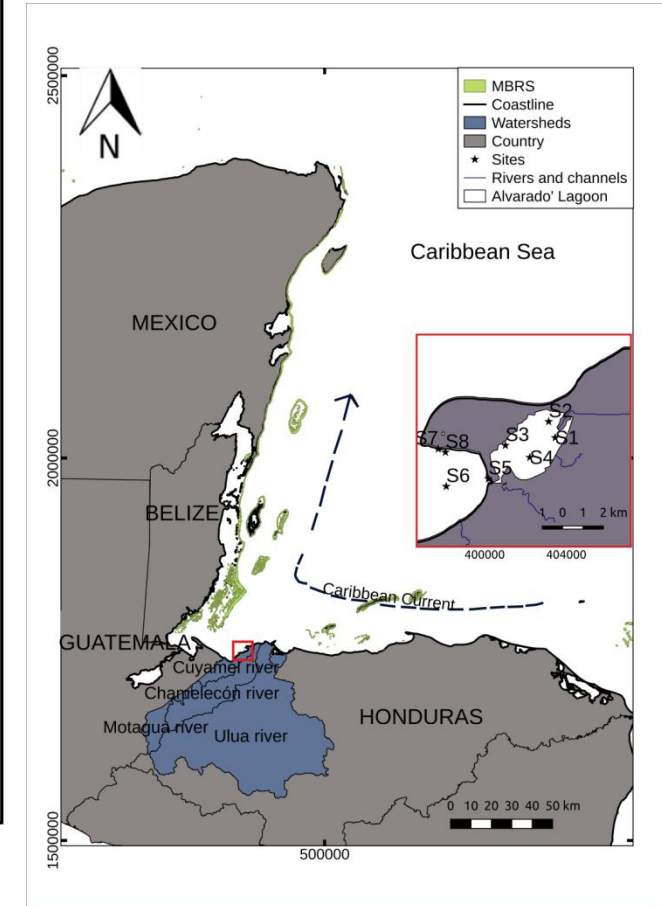 2500000
N
MBRS
Coastline
Watersheds
Country
Sites
Rivers and channels
Alvarado' Lagoon
Caribbean Sea
MEXICO
S2
S3
S1
S7
S8
S4
S5
S6
1 0 1 2 km
400000 404000
2000000
BELIZE
Caribbean Current
GUATEMALA
Cuyamel river
Chamelecón river
Motagua river
Ulua river
HONDURAS
0 10 20 30 40 50 km
1500000
500000